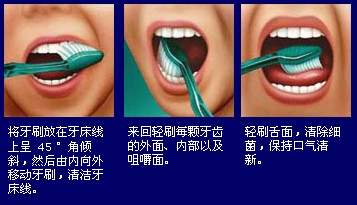 将牙刷放在牙床线
上呈 45 ° 角倾
斜，然后由内向外
移动牙刷，清洁牙
床线。
来回轻刷每颗牙齿
的外面、内部以及
咀嚼面。
轻刷舌面，清除细
菌，保持口气清
新。